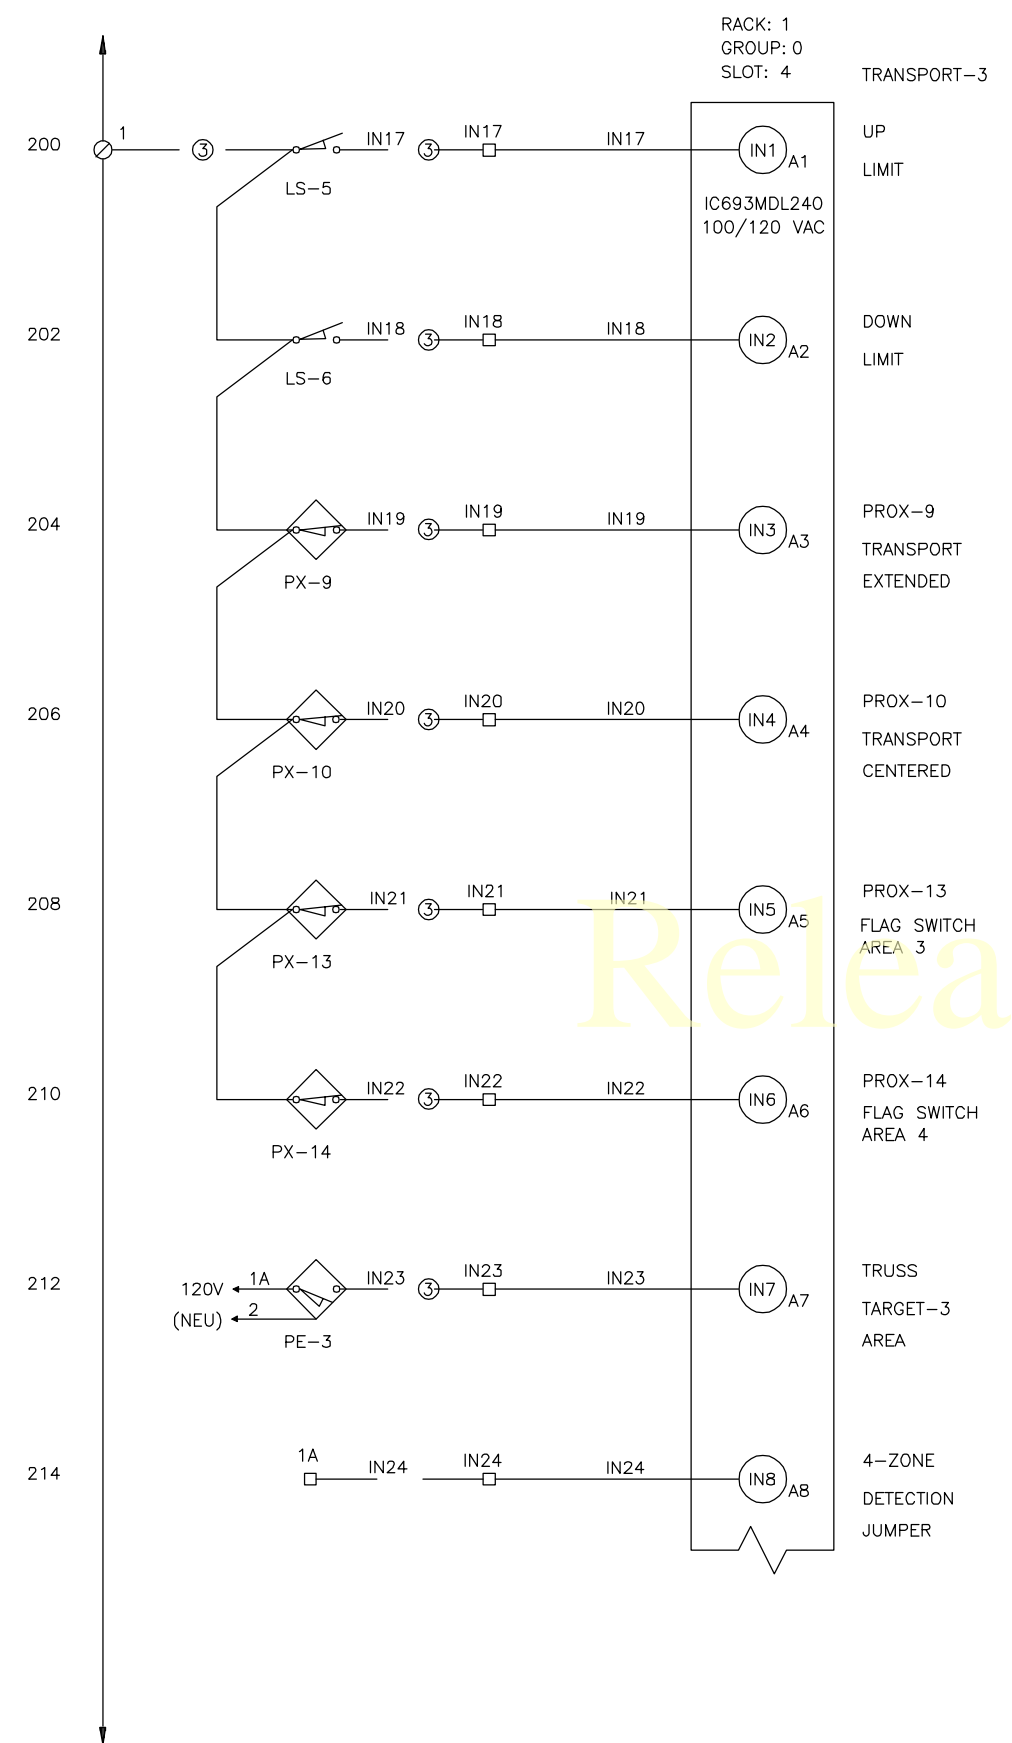 RACK: 1
GROUP: 0
SLOT: 4
TRANSPORT-3
200 1 3 IN17 3 IN17 IN17 IN1 A1 UP
LIMIT
LS-5
IC693MDL240
100/120 VAC
202 IN18 3 IN18 IN18 IN2 A2 DOWN
LIMIT
LS-6
204 IN19 3 IN19 IN19 IN3 A3 PROX-9
TRANSPORT
EXTENDED
PX-9
206 IN20 3 IN20 IN20 IN4 A4 PROX-10
TRANSPORT
CENTERED
PX-10
208 IN21 3 IN21 IN21 IN5 A5 PROX-13
FLAG SWITCH
AREA 3
PX-13
Relea
210 IN22 3 IN22 IN22 IN6 A6 PROX-14
FLAG SWITCH
AREA 4
PX-14
212 120V 1A IN23 3 IN23 IN23 IN7 A7 TRUSS
(NEU) 2 TARGET-3
PE-3 AREA
214 1A IN24 IN24 IN24 IN8 A8 4-ZONE
DETECTION
JUMPER